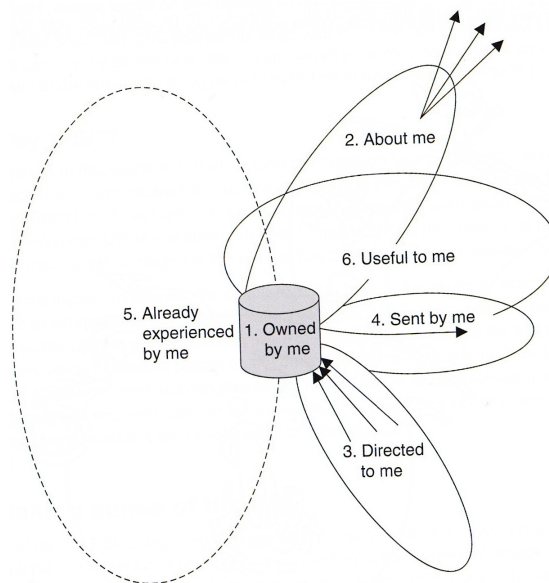 2. About me
6. Useful to me
5. Already
experienced
by me
1. Owned
by me
4. Sent by me
3. Directed
to me